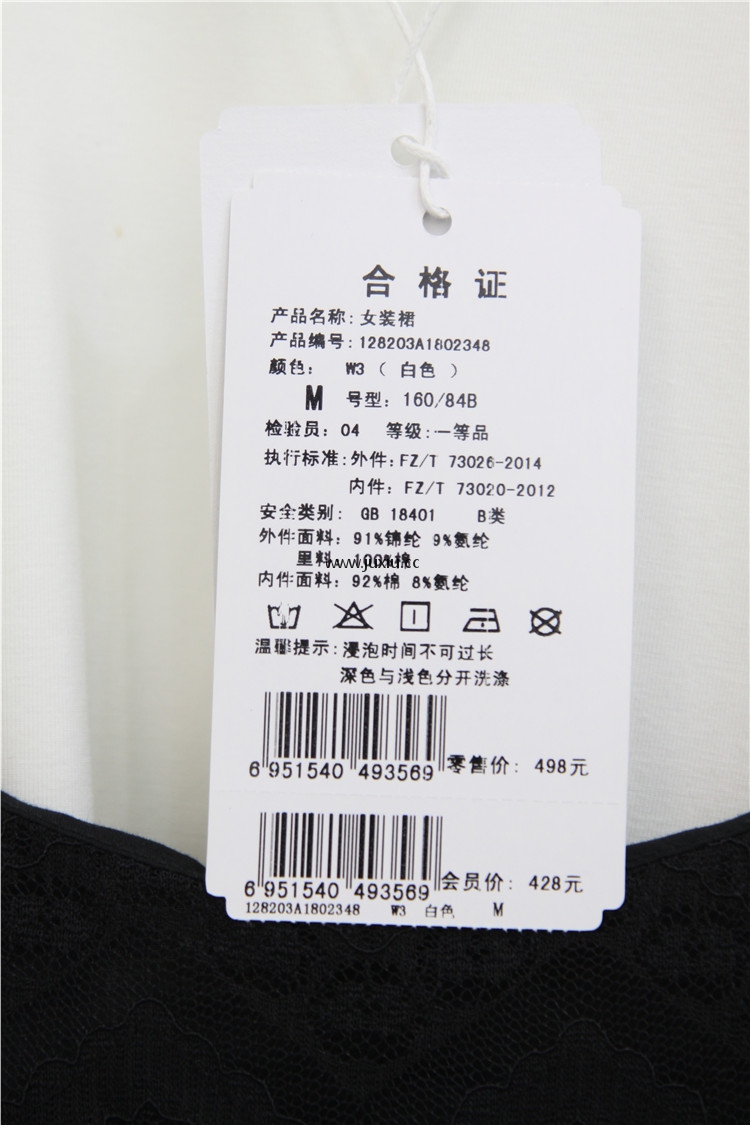 合格证
产品名称:女装裙
产品编号:128203A1802348
颜色: W3 ( 白色 )
M 号型: 160/84B
检验员: 04 等级:一等品
执行标准:外件:FZ/T 73026-2014
内件: FZ/T 73020-2012
安全类别: GB 18401 B类
外件面料: 91%锦纶 9%氨纶
里料: 100%棉
www.juxiu.cc
内件面料: 92%棉 8%氨纶
温馨提示:浸泡时间不可过长
深色与浅色分开洗涤
6 951540 493569 零售价: 498元
6 951540 493569 会员价: 428元
128203A1802348 W3 白色 M